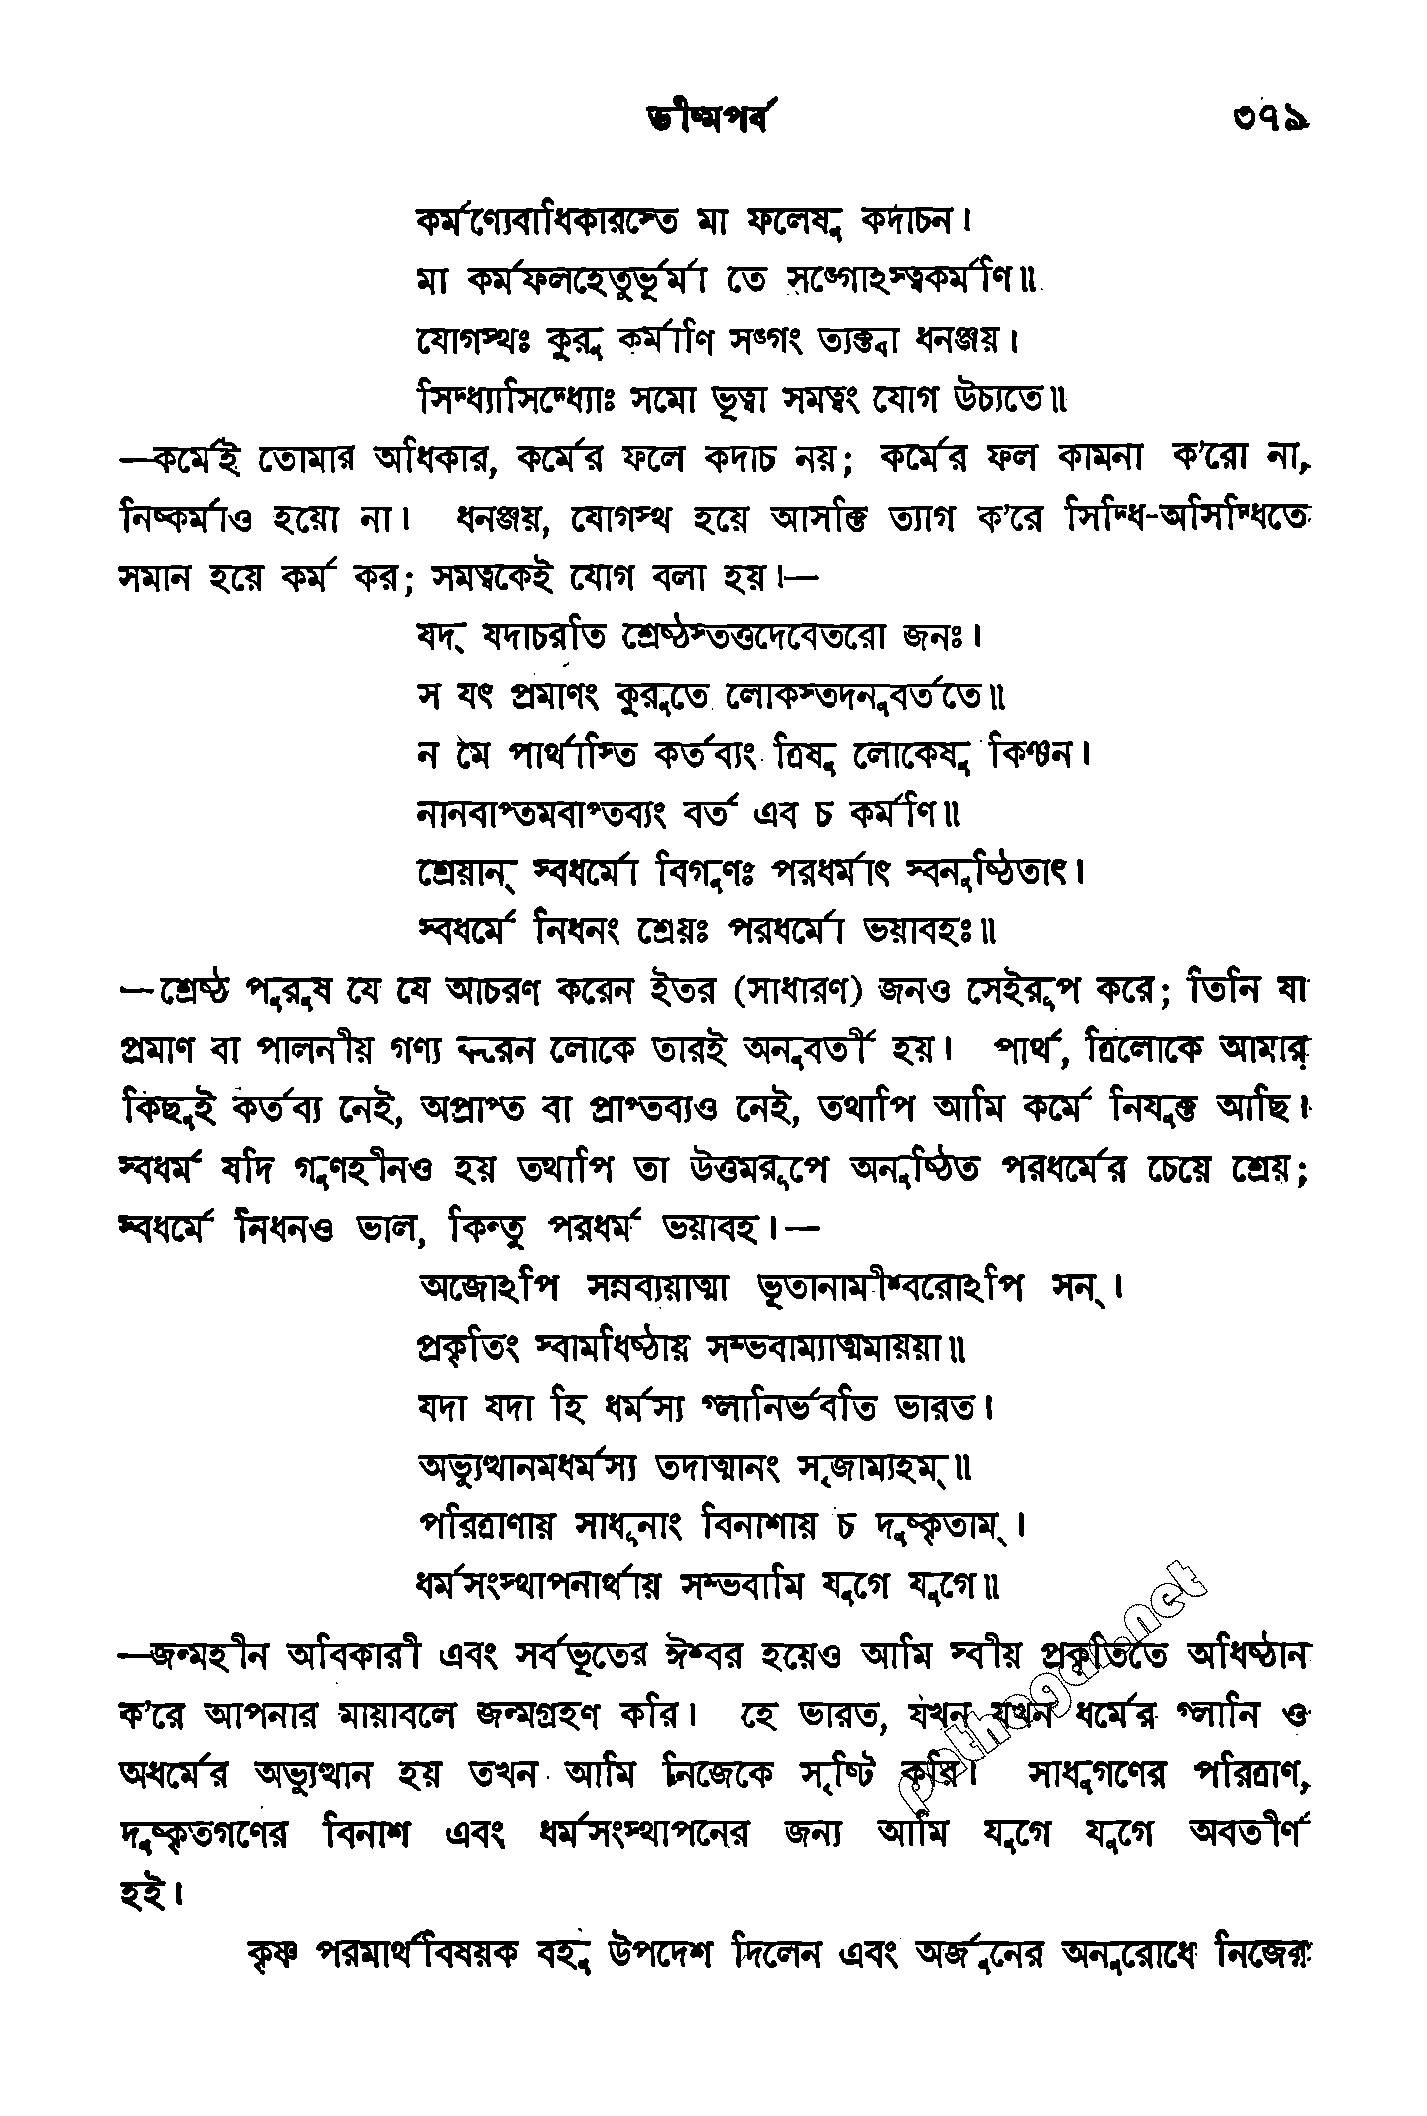 ভীষ্মপর্ব ৩৭৯
কর্মণ্যেবাধিকারস্তে মা ফলেষু কদাচন।
মা কর্মফলহেতুর্ভূর্মা তে সঙ্গোঽস্ত্বকর্মণি॥
যোগস্থঃ কুরু কর্মাণি সঙ্গং ত্যক্ত্বা ধনঞ্জয়।
সিদ্ধ্যসিদ্ধ্যোঃ সমো ভূত্বা সমত্বং যোগ উচ্যতে॥
—কর্মেই তোমার অধিকার, কর্মের ফলে কদাচ নয়; কর্মের ফল কামনা ক'রো না,
নিষ্কর্মাও হয়ো না। ধনঞ্জয়, যোগস্থ হয়ে আসক্তি ত্যাগ ক'রে সিদ্ধি-অসিদ্ধিতে
সমান হয়ে কর্ম কর; সমত্বকেই যোগ বলা হয়।—
যদ্ যদাচরতি শ্রেষ্ঠস্তত্তদেবেতরো জনঃ।
স যৎ প্রমাণং কুরুতে লোকস্তদনুবর্ততে॥
ন মে পার্থাস্তি কর্তব্যং ত্রিষু লোকেষু কিঞ্চন।
নানবাপ্তমবাপ্তব্যং বর্ত এব চ কর্মণি॥
শ্রেয়ান্ স্বধর্মো বিগুণঃ পরধর্মাৎ স্বনুষ্ঠিতাৎ।
স্বধর্মে নিধনং শ্রেয়ঃ পরধর্মো ভয়াবহঃ॥
—শ্রেষ্ঠ পুরুষ যে যে আচরণ করেন ইতর (সাধারণ) জনও সেইরূপ করে; তিনি যা
প্রমাণ বা পালনীয় গণ্য করেন লোকে তারই অনুবর্তী হয়। পার্থ, ত্রিলোকে আমার
কিছুই কর্তব্য নেই, অপ্রাপ্ত বা প্রাপ্তব্যও নেই, তথাপি আমি কর্মে নিযুক্ত আছি।
স্বধর্ম যদি গুণহীনও হয় তথাপি তা উত্তমরূপে অনুষ্ঠিত পরধর্মের চেয়ে শ্রেয়;
স্বধর্মে নিধনও ভাল, কিন্তু পরধর্ম ভয়াবহ।—
অজোঽপি সন্নব্যয়াত্মা ভূতানামীশ্বরোঽপি সন্।
প্রকৃতিং স্বামধিষ্ঠায় সম্ভবাম্যাত্মমায়য়া॥
যদা যদা হি ধর্মস্য গ্লানির্ভবতি ভারত।
অভ্যুত্থানমধর্মস্য তদাত্মানং সৃজাম্যহম্॥
পরিত্রাণায় সাধূনাং বিনাশায় চ দুষ্কৃতাম্।
ধর্মসংস্থাপনার্থায় সম্ভবামি যুগে যুগে॥
—জন্মহীন অবিকারী এবং সর্বভূতের ঈশ্বর হয়েও আমি স্বীয় প্রকৃতিতে অধিষ্ঠান
ক'রে আপনার মায়াবলে জন্মগ্রহণ করি। হে ভারত, যখন যখন ধর্মের গ্লানি ও
অধর্মের অভ্যুত্থান হয় তখন আমি নিজেকে সৃষ্টি করি। সাধুগণের পরিত্রাণ,
দুষ্কৃতগণের বিনাশ এবং ধর্মসংস্থাপনের জন্য আমি যুগে যুগে অবতীর্ণ
হই।
কৃষ্ণ পরমার্থবিষয়ক বহু উপদেশ দিলেন এবং অর্জুনের অনুরোধে নিজের